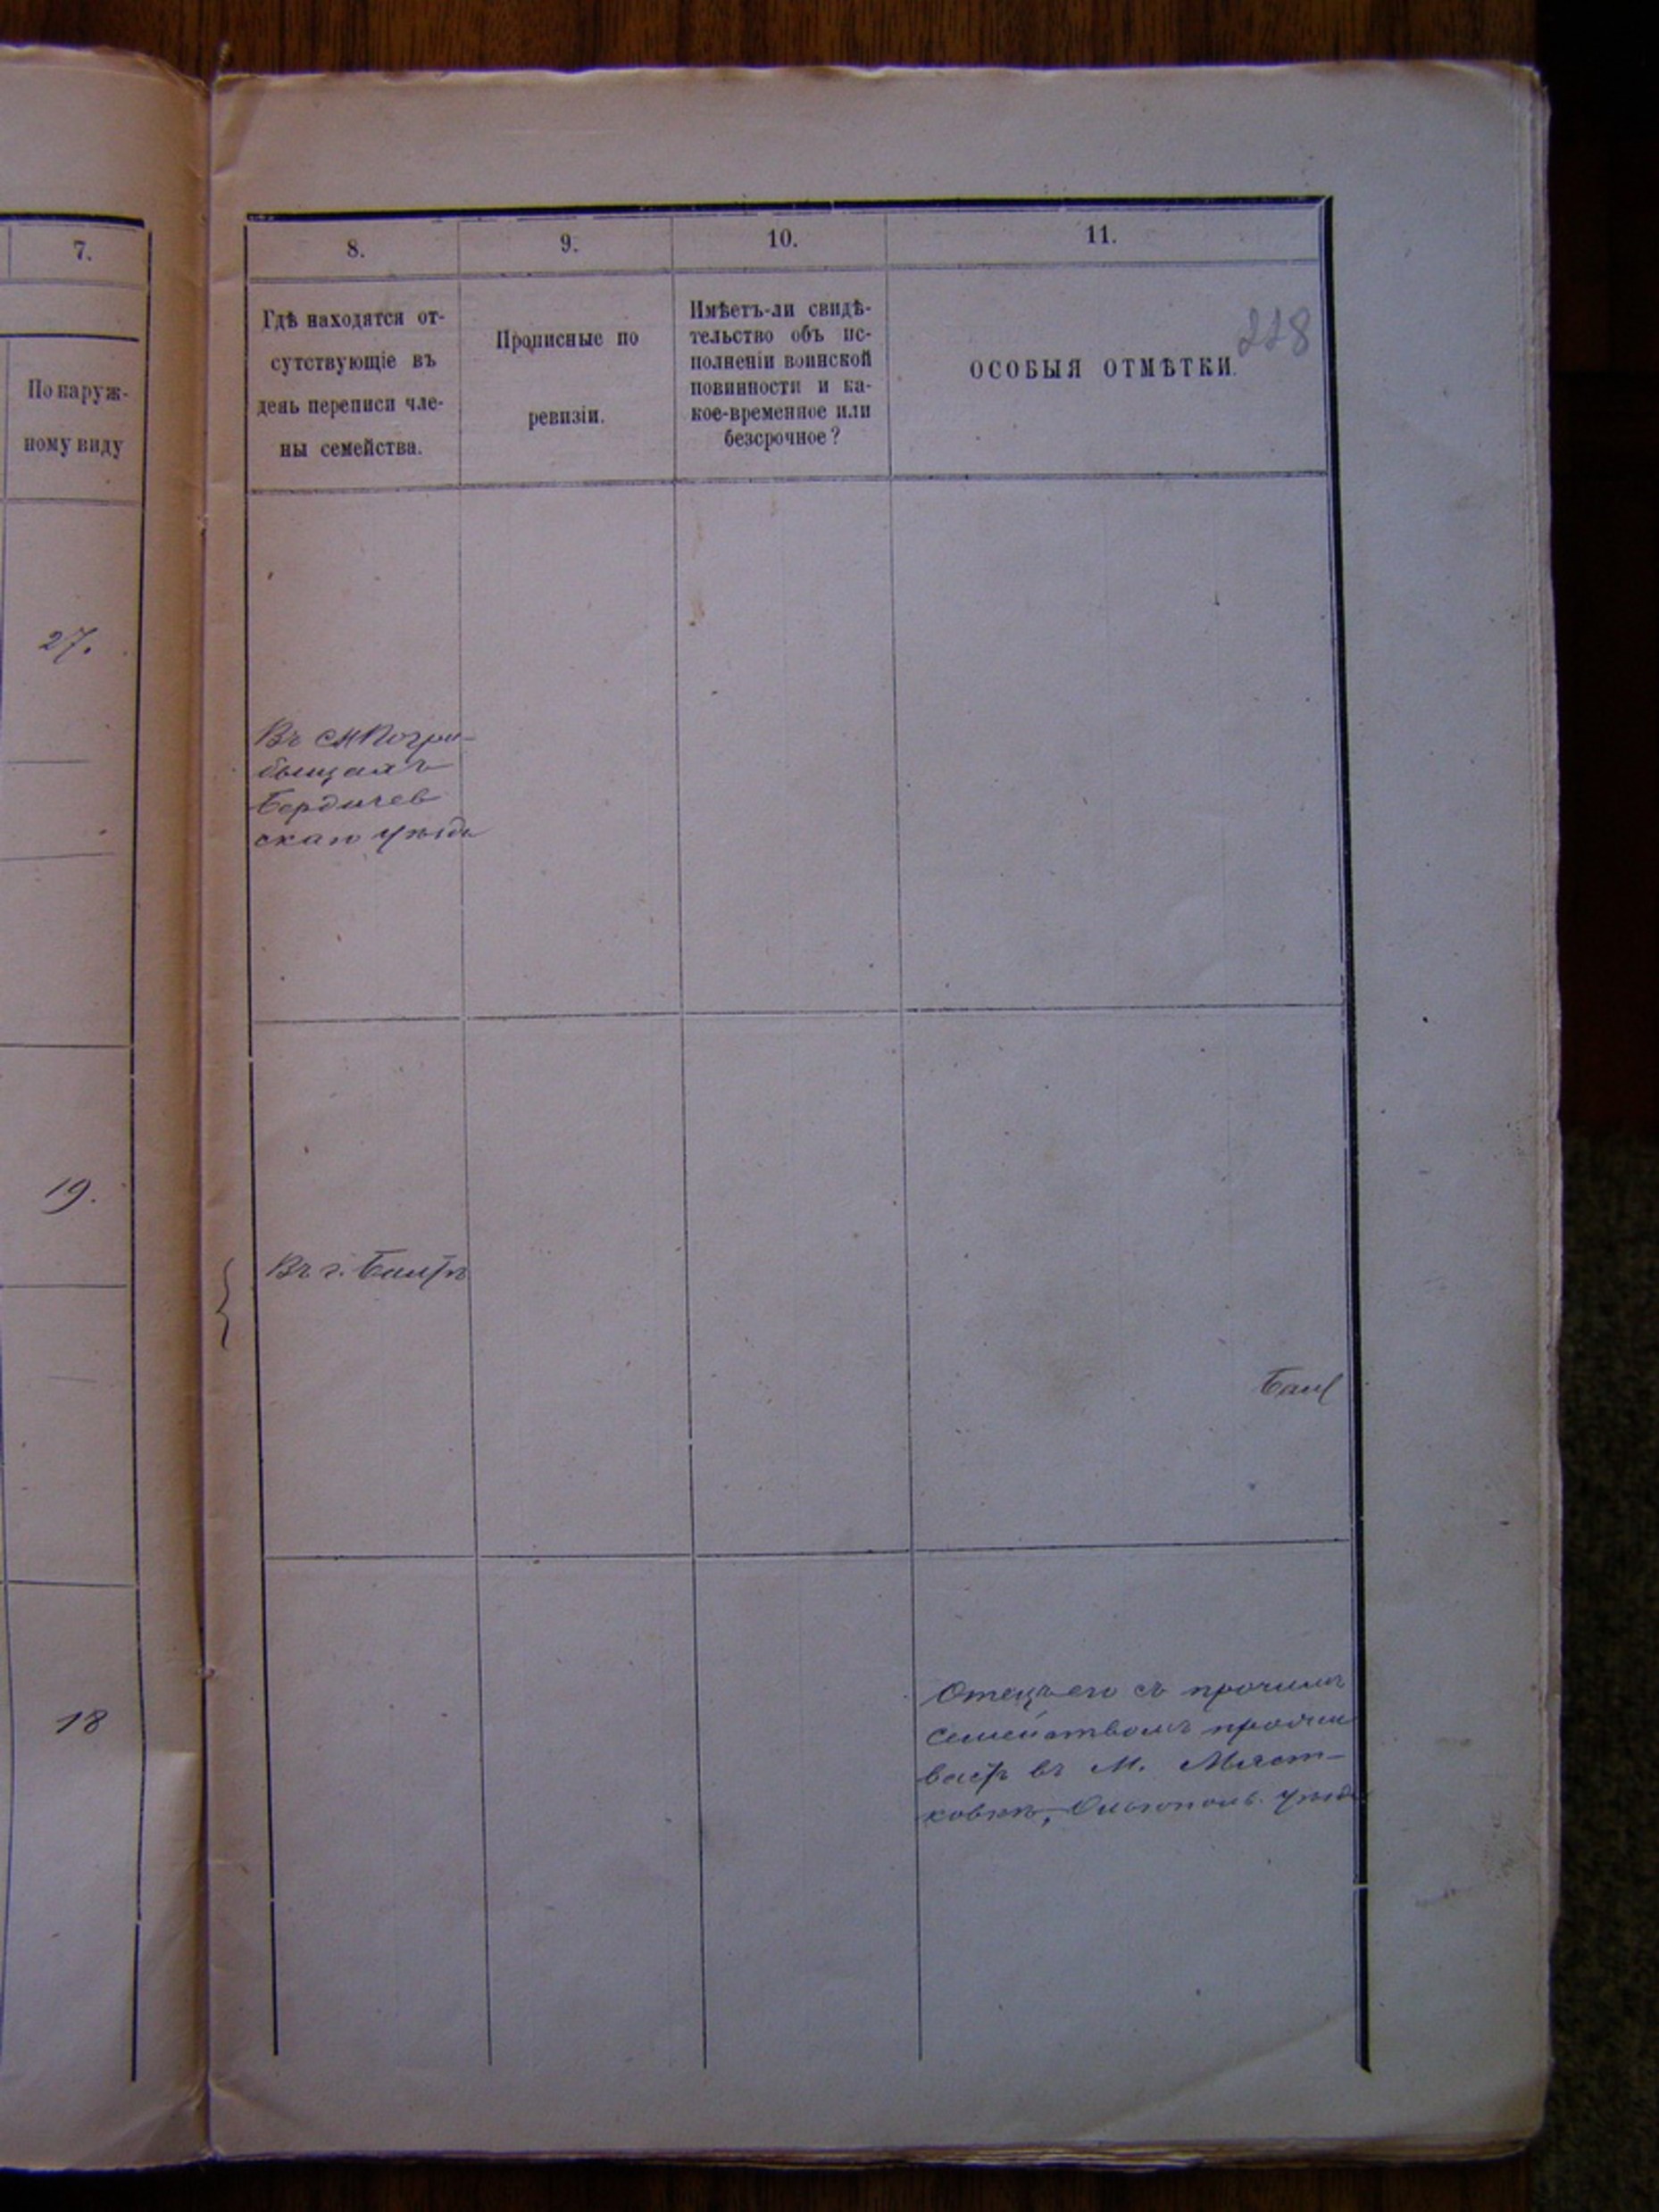 7.
По наруж-
ному виду
27.
19.
18
8.
9.
10.
11.
Гдѣ находятся от-
сутствующіе въ
день переписи чле-
ны семейства.
Прописные по
ревизіи.
Имѣетъ-ли свидѣ-
тельство объ ис-
полненіи воинской
повинности и ка-
кое-временное или
безсрочное?
ОСОБЫЯ ОТМѢТКИ.
228
Въ м Погре-
бищахъ
Бердичев
скаго уѣзда
Въ г. Балтѣ
Отецъ его съ прочимъ
семействомъ прожи
ваетъ въ м. Мяст-
ковкѣ, Ольгополь. уѣзда